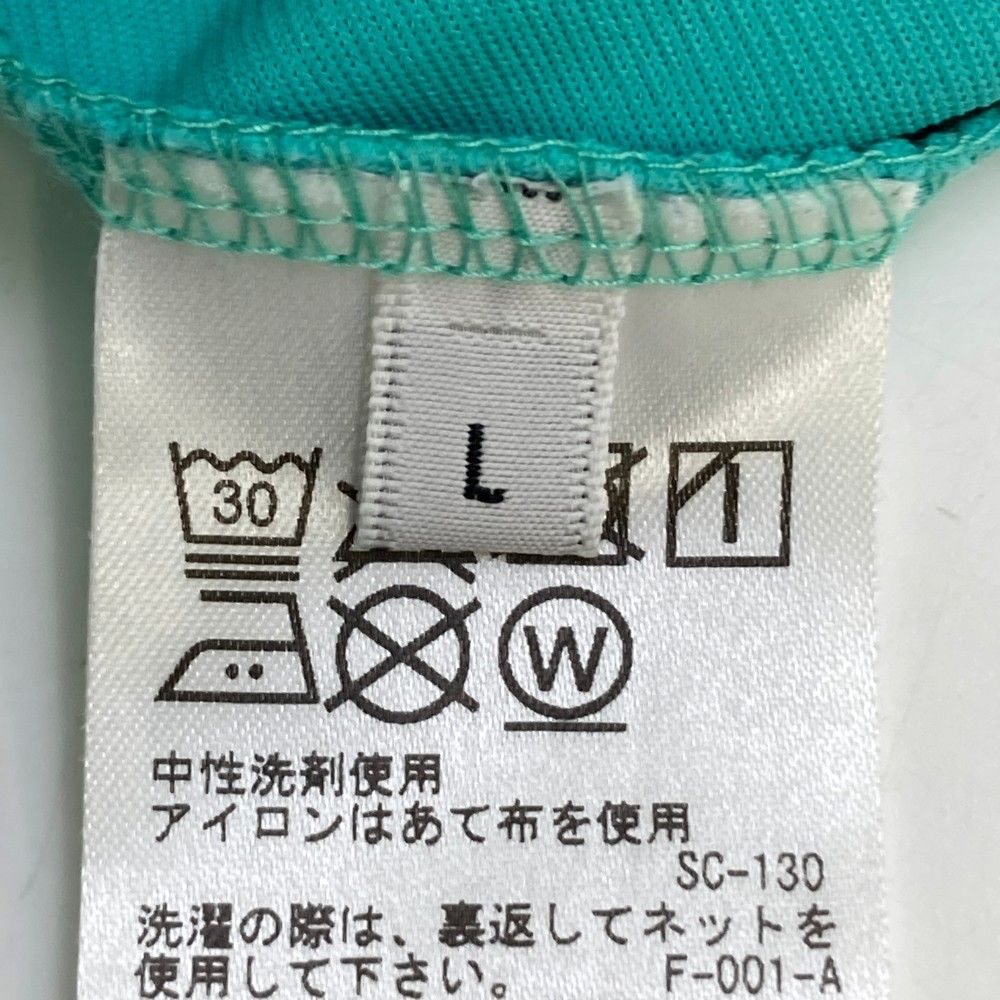 L
30
W
中性洗剤使用
アイロンはあて布を使用
SC-130
洗濯の際は、裏返してネットを
使用して下さい。 F-001-A